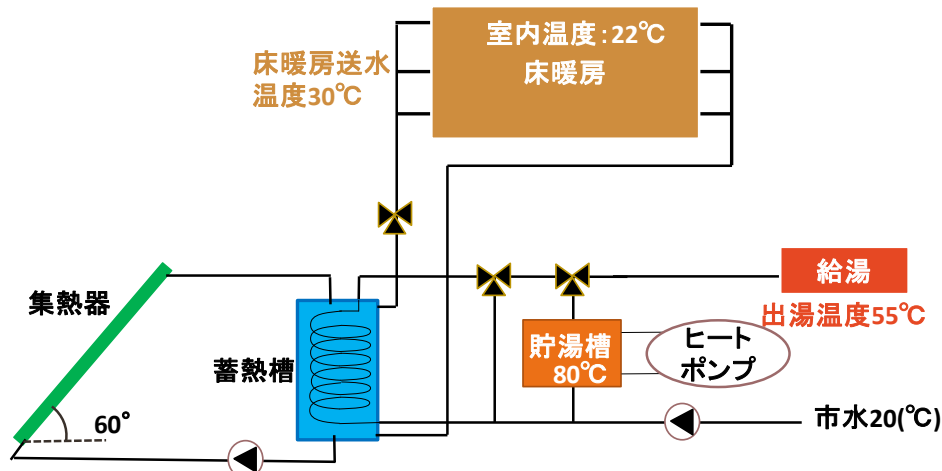 室内温度：22℃
床暖房
床暖房送水
温度30℃
集熱器
60°
蓄熱槽
給湯
出湯温度55℃
貯湯槽
80℃
ヒート
ポンプ
市水20(℃)